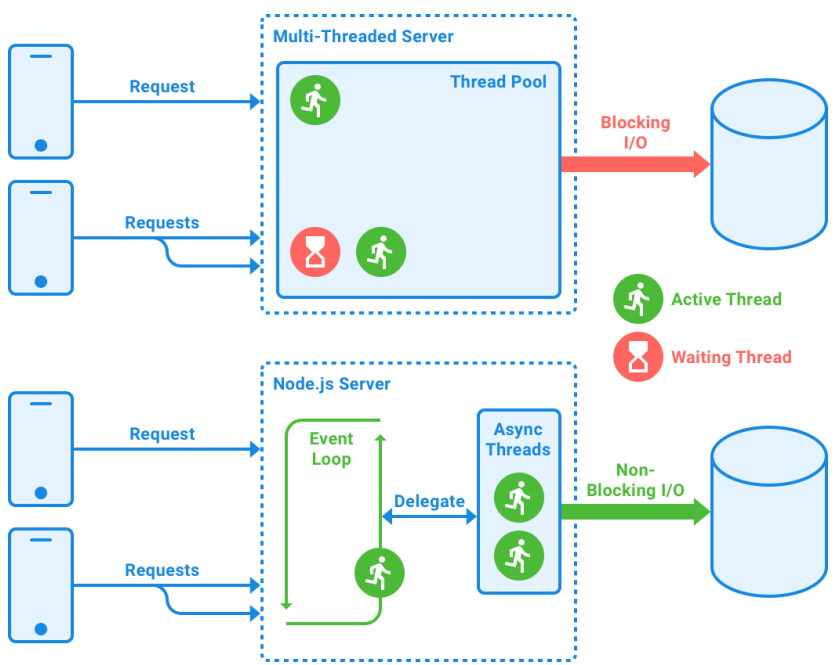 Multi-Threaded Server
Thread Pool
Request
Blocking
I/O
Requests
Active Thread
Waiting Thread
Node.js Server
Event
Loop
Async
Threads
Request
Delegate
Non-
Blocking I/O
Requests